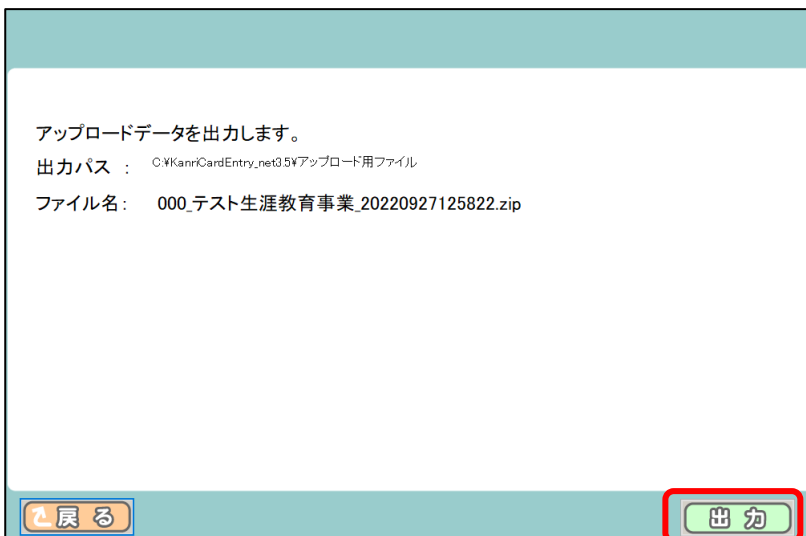 アップロードデータを出力します。
出力パス : C:¥KanriCardEntry_net3.5¥アップロード用ファイル
ファイル名: 000_テスト生涯教育事業_20220927125822.zip
戻る
出力